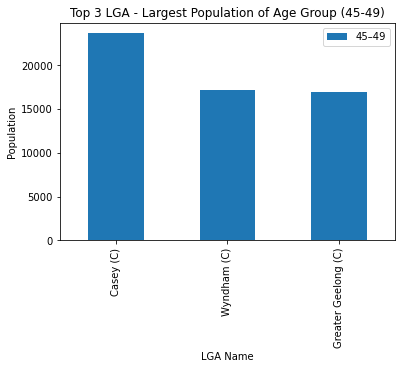 Top 3 LGA - Largest Population of Age Group (45-49)
45–49
20000
15000
10000
5000
0
Population
Casey (C)
Wyndham (C)
Greater Geelong (C)
LGA Name